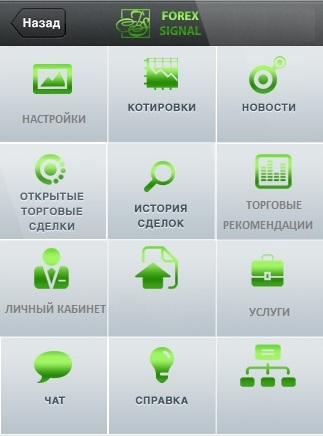 Назад
FOREX
SIGNAL
НАСТРОЙКИ
КОТИРОВКИ
НОВОСТИ
ОТКРЫТЫЕ
ТОРГОВЫЕ
СДЕЛКИ
ИСТОРИЯ
СДЕЛОК
ТОРГОВЫЕ
РЕКОМЕНДАЦИИ
ЛИЧНЫЙ КАБИНЕТ
УСЛУГИ
ЧАТ
СПРАВКА